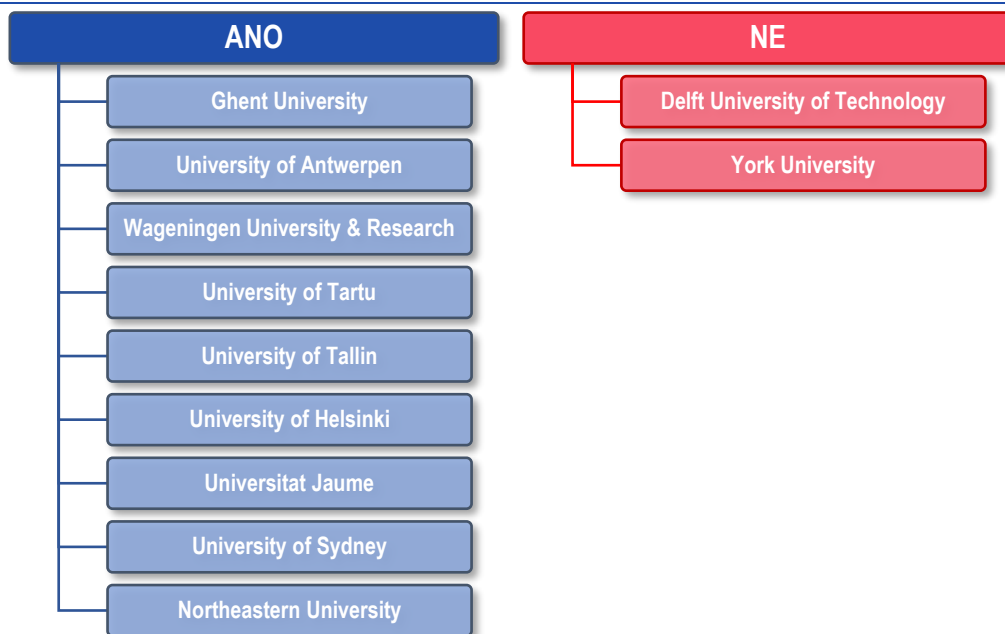 ANO
Ghent University
University of Antwerpen
Wageningen University & Research
University of Tartu
University of Tallin
University of Helsinki
Universitat Jaume
University of Sydney
Northeastern University
NE
Delft University of Technology
York University